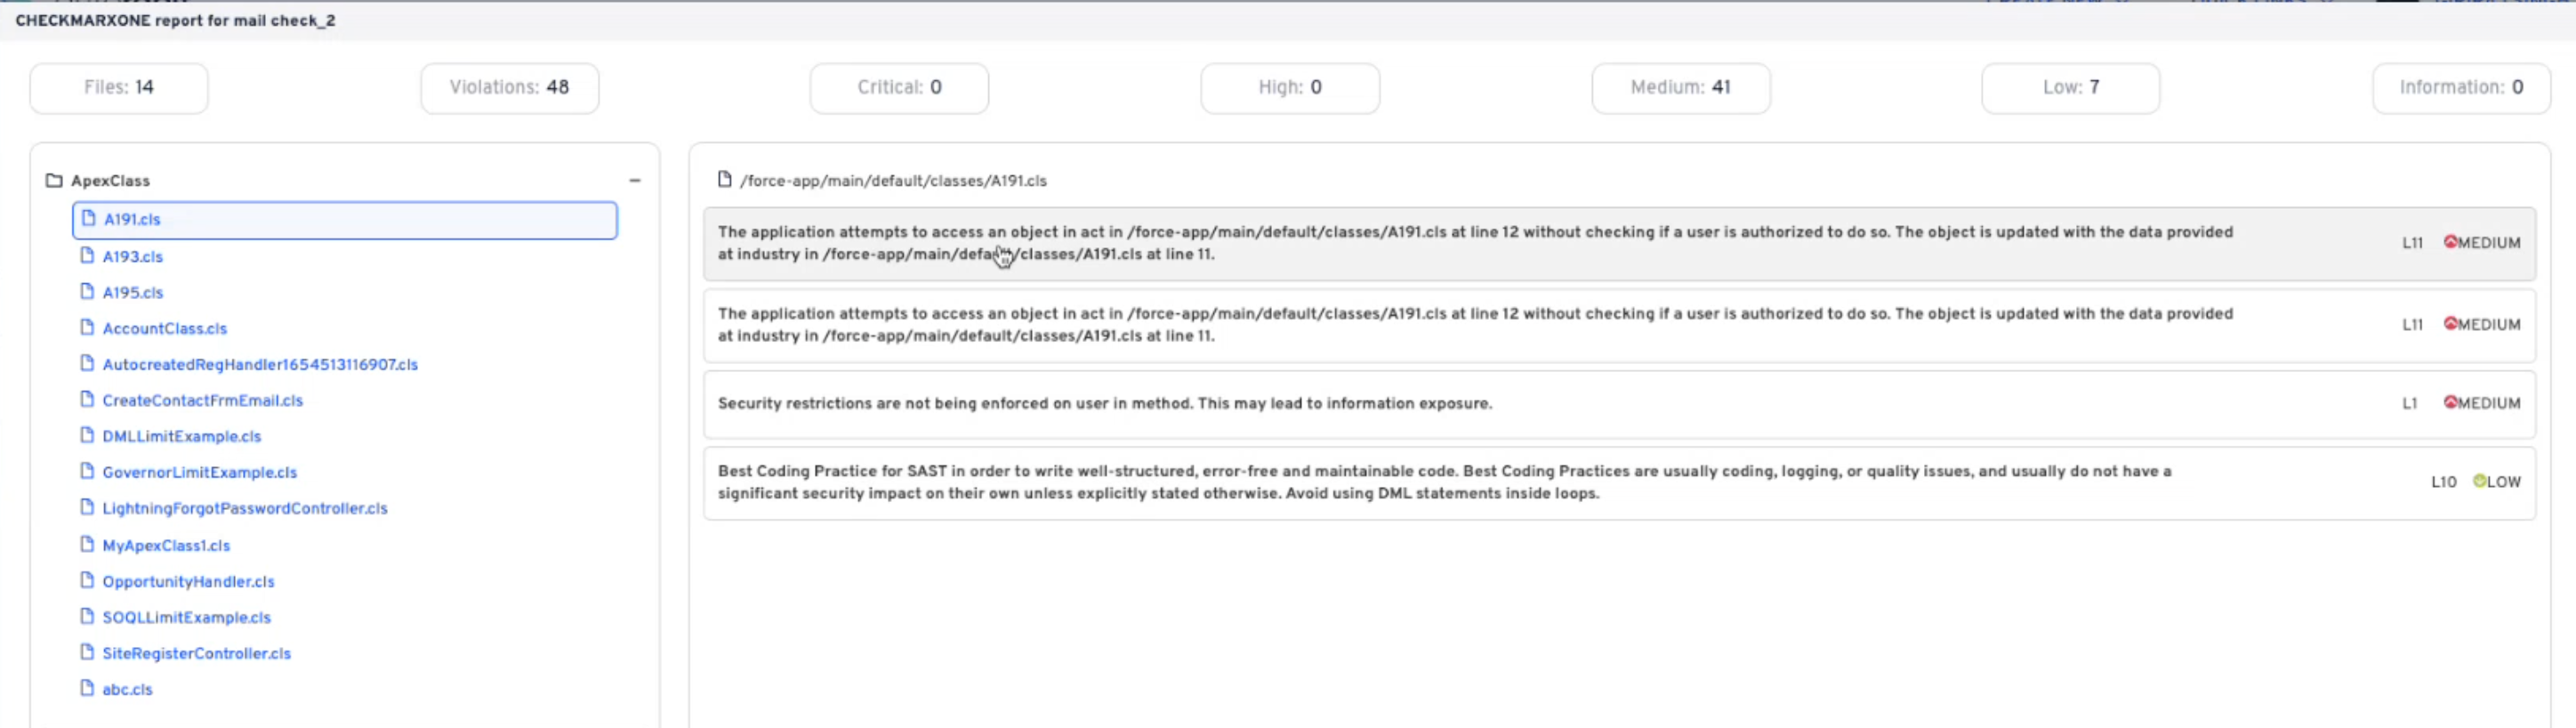 CHECKMARXONE report for mail check_2
Files: 14
Violations: 48
Critical: 0
High: 0
Medium: 41
Low: 7
Information: 0
ApexClass
A191.cls
A193.cls
A195.cls
AccountClass.cls
AutocreatedRegHandler1654513116907.cls
CreateContactFrmEmail.cls
DMLLimitExample.cls
GovernorLimitExample.cls
LightningForgotPasswordController.cls
MyApexClass1.cls
OpportunityHandler.cls
SOQLLimitExample.cls
SiteRegisterController.cls
abc.cls
/force-app/main/default/classes/A191.cls
The application attempts to access an object in act in /force-app/main/default/classes/A191.cls at line 12 without checking if a user is authorized to do so. The object is updated with the data provided
at industry in /force-app/main/default/classes/A191.cls at line 11.
L11 MEDIUM
The application attempts to access an object in act in /force-app/main/default/classes/A191.cls at line 12 without checking if a user is authorized to do so. The object is updated with the data provided
at industry in /force-app/main/default/classes/A191.cls at line 11.
L11 MEDIUM
Security restrictions are not being enforced on user in method. This may lead to information exposure.
L1 MEDIUM
Best Coding Practice for SAST in order to write well-structured, error-free and maintainable code. Best Coding Practices are usually coding, logging, or quality issues, and usually do not have a
significant security impact on their own unless explicitly stated otherwise. Avoid using DML statements inside loops.
L10 LOW